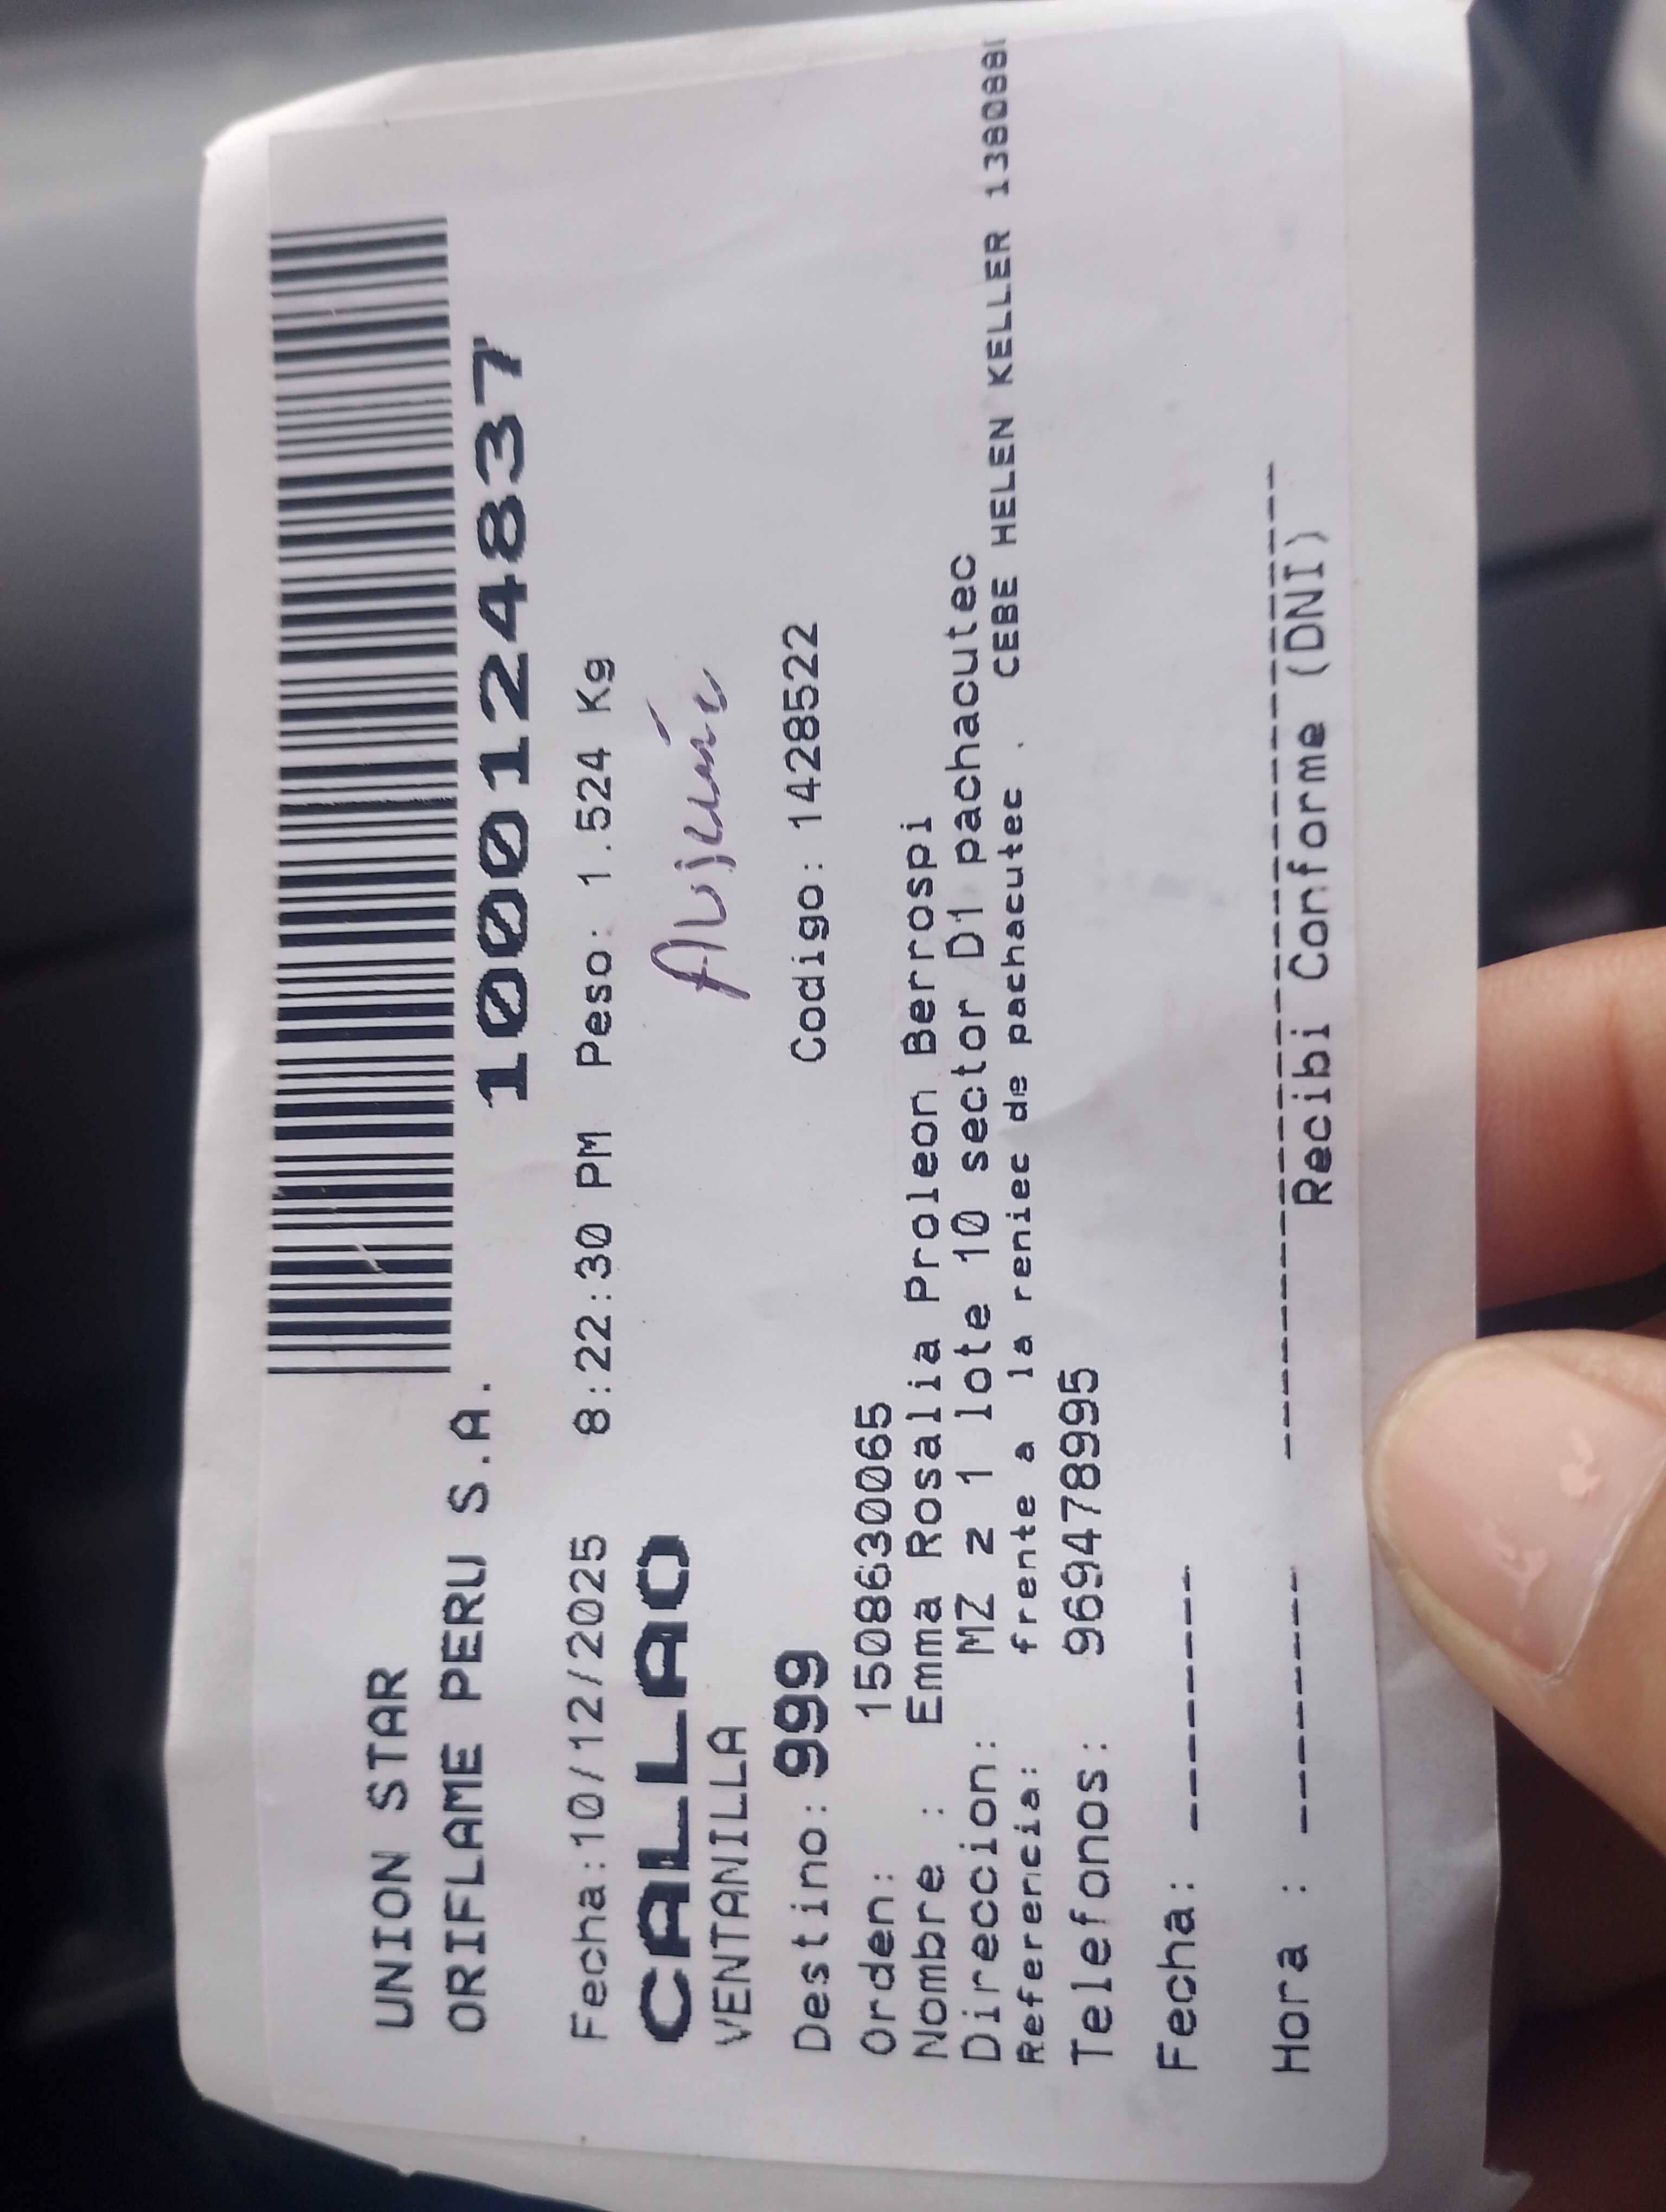 UNION STAR
ORIFLAME PERU S.A.
1000124837
Fecha:10/12/2025 8:22:30 PM Peso: 1.524 Kg
CALLAO
VENTANILLA
Destino: 999 Codigo: 1428522
Orden: 1508630065
Nombre : Emma Rosalia Proleon Berrospi
Direccion: MZ z 1 lote 10 sector D1 pachacutec
Referencia: frente a la reniec de pachacutec . CEBE HELEN KELLER 138088
Telefonos: 969478995
Fecha: -------
Hora : -------
Recibi Conforme (DNI)